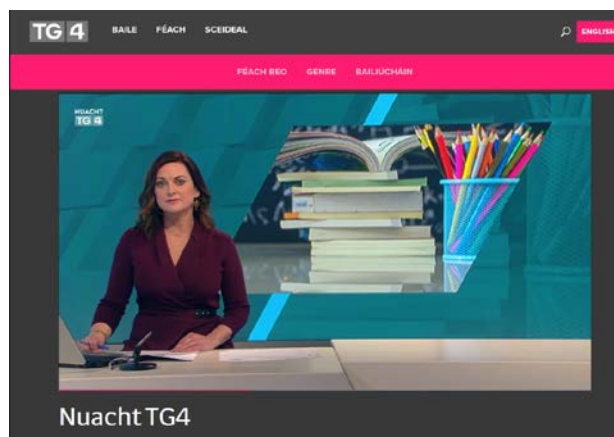 TG4 BAILE FÉACH SCEIDEAL ENGLISH
FÉACH BEO GENRE BAILIÚCHÁIN
NUACHT
TG4
Nuacht TG4